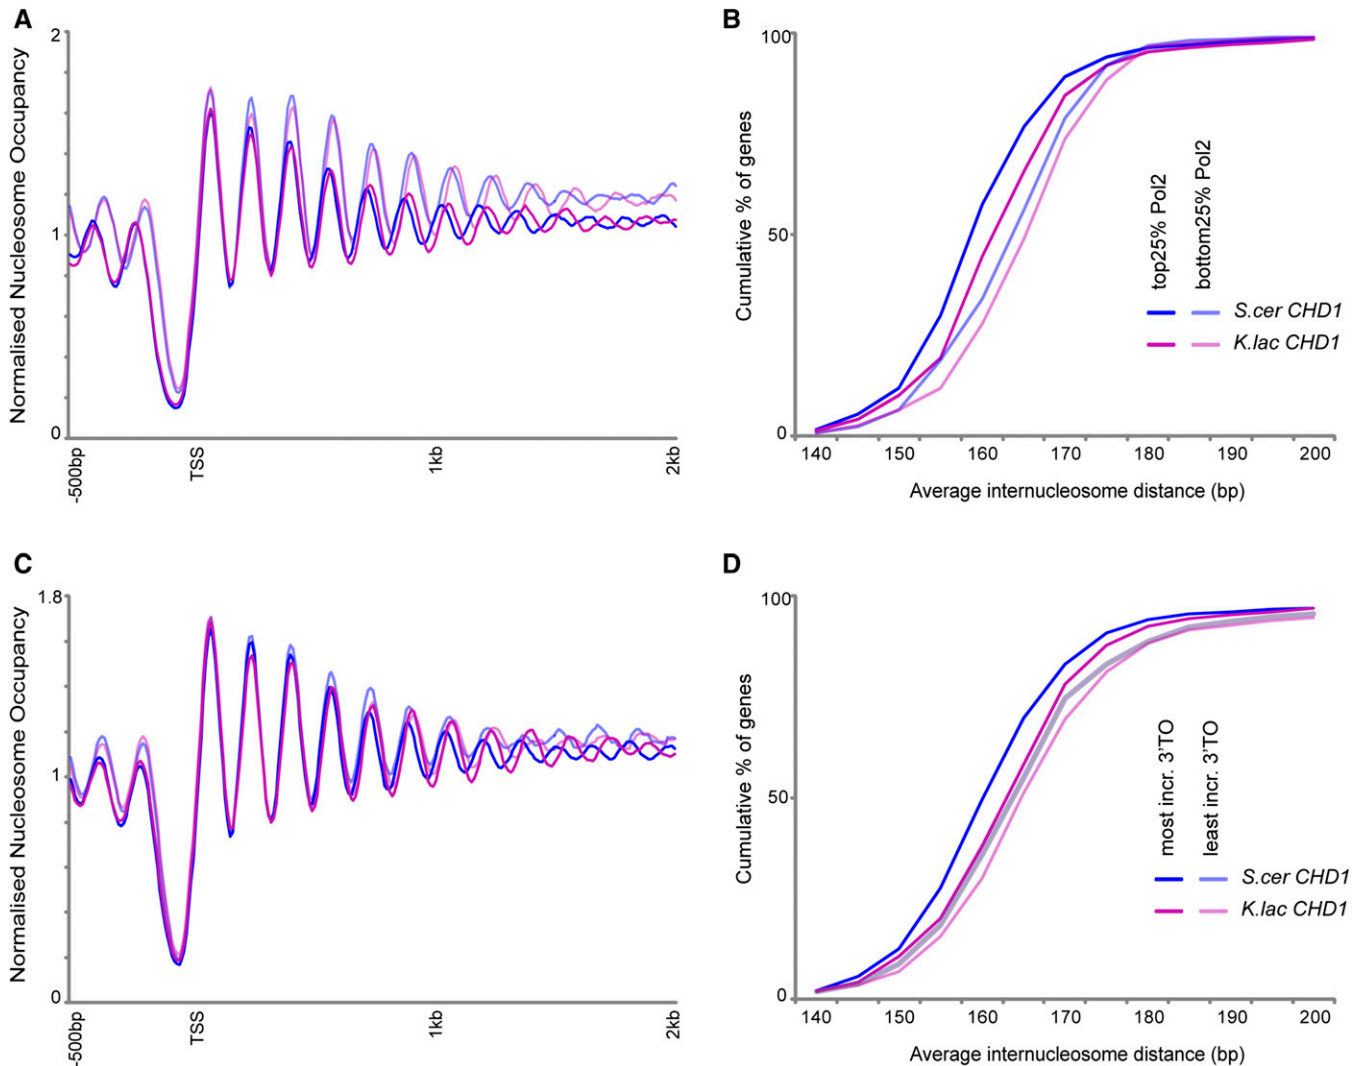 A
Normalised Nucleosome Occupancy
2
1
0
-500bp
TSS
1kb
2kb
B
Cumulative % of genes
100
50
0
top25% Pol2
bottom25% Pol2
S.cer CHD1
K.lac CHD1
140 150 160 170 180 190 200
Average internucleosome distance (bp)
C
Normalised Nucleosome Occupancy
1.8
1
0
-500bp
TSS
1kb
2kb
D
Cumulative % of genes
100
50
0
most incr. 3'TO
least incr. 3'TO
S.cer CHD1
K.lac CHD1
140 150 160 170 180 190 200
Average internucleosome distance (bp)